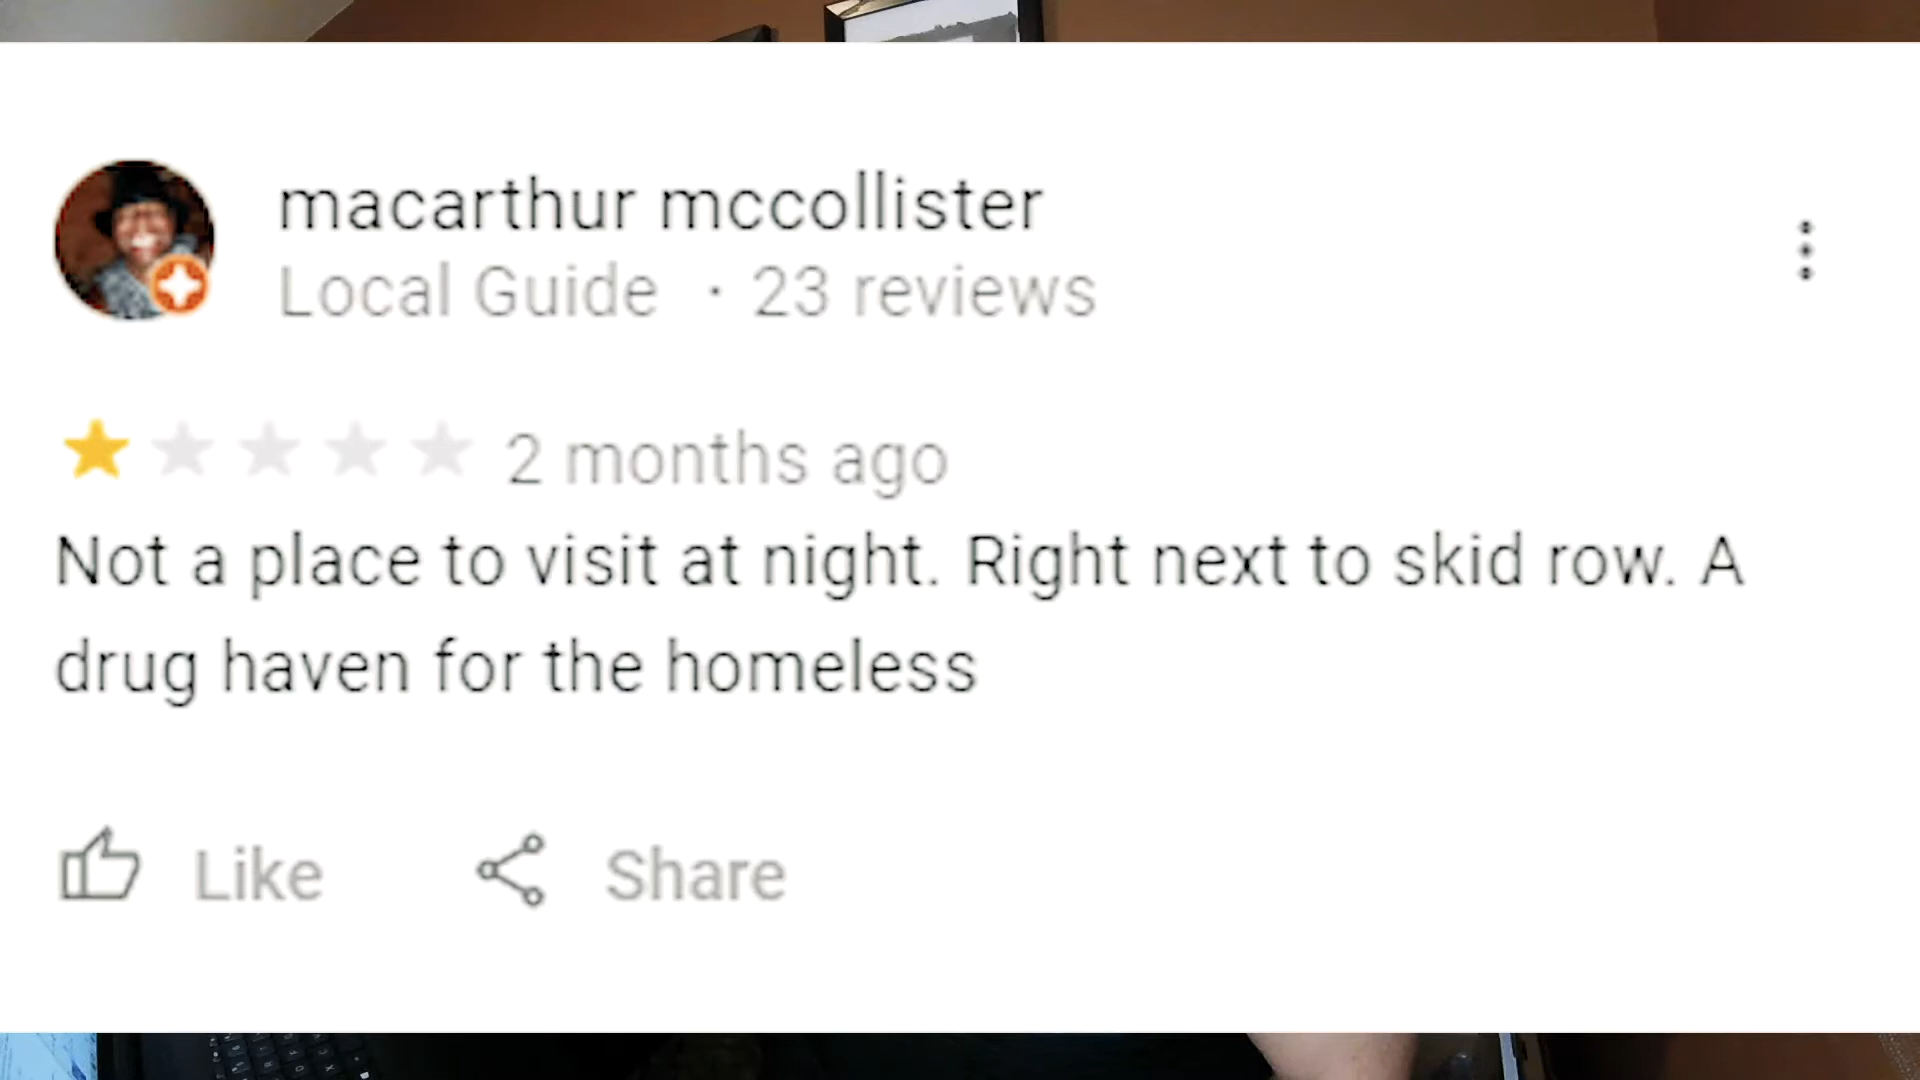 macarthur mccollister
Local Guide · 23 reviews
2 months ago
Not a place to visit at night. Right next to skid row. A
drug haven for the homeless
Like Share